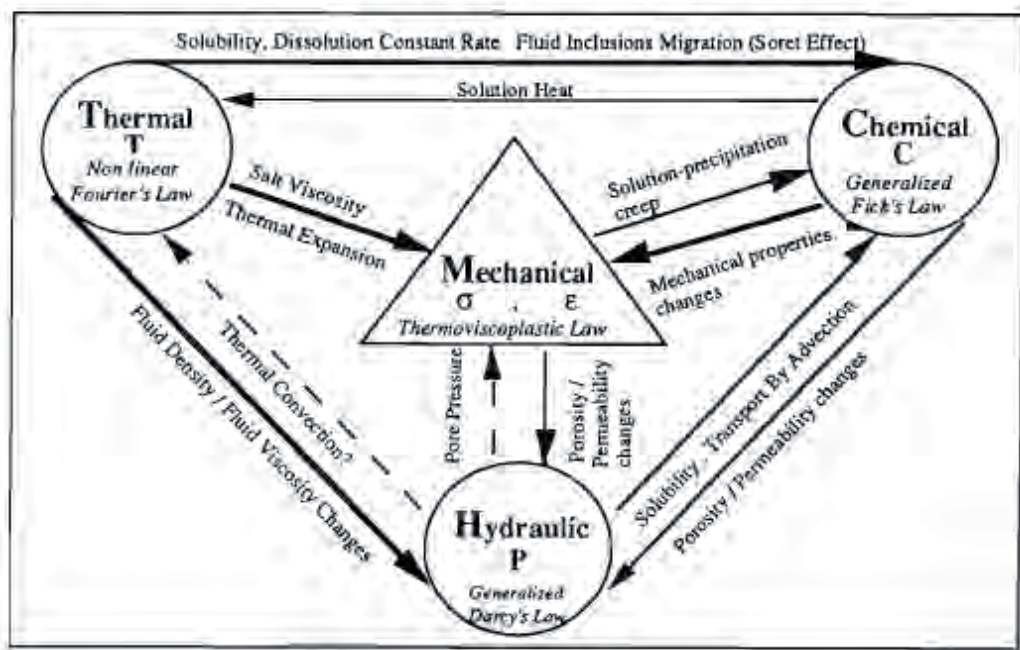 Solubility, Dissolution Constant Rate Fluid Inclusions Migration (Soret Effect)
Solution Heat
Thermal
T
Non linear
Fourier's Law
Chemical
C
Generalized
Fick's Law
Salt Viscosity
Thermal Expansion
Solution-precipitation
creep
Mechanical properties
changes
Mechanical
σ , ε
Thermoviscoplastic Law
Fluid Density / Fluid Viscosity Changes
Thermal Convection?
Pore Pressure
Porosity /
Permeability
changes
Solubility, Transport By Advection
Porosity / Permeability changes
Hydraulic
P
Generalized
Darcy's Law